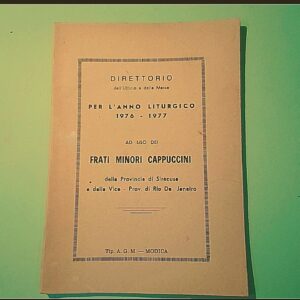 DIRETTORIO
dell'Ufficio e delle Messe
PER L'ANNO LITURGICO
1976 - 1977
AD USO DEI
FRATI MINORI CAPPUCCINI
della Provincia di Siracusa
e della Vice - Prov. di Rio De Janeiro
Tip. A. G. M. — MODICA